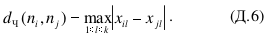 d_Ч (n_i, n_j) − max_{1≤l≤k} |x_{il} − x_{jl}|. (Д.6)